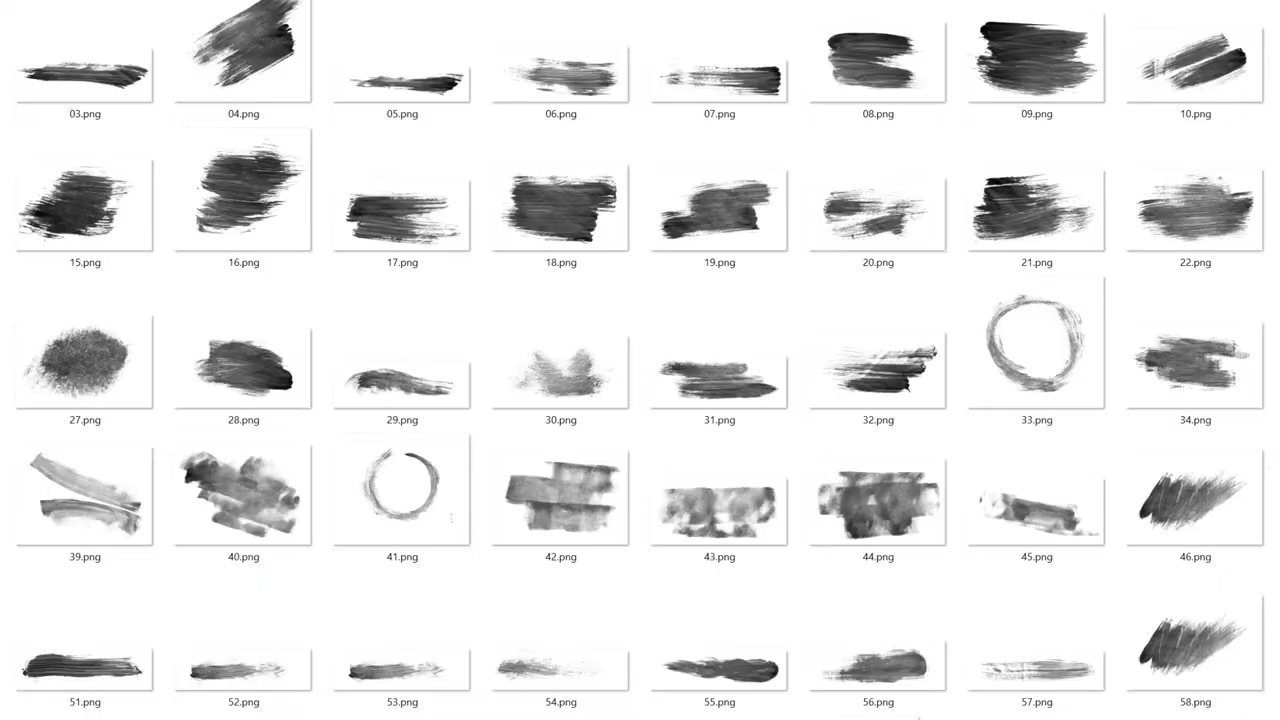 03.png 04.png 05.png 06.png 07.png 08.png 09.png 10.png
15.png 16.png 17.png 18.png 19.png 20.png 21.png 22.png
27.png 28.png 29.png 30.png 31.png 32.png 33.png 34.png
39.png 40.png 41.png 42.png 43.png 44.png 45.png 46.png
51.png 52.png 53.png 54.png 55.png 56.png 57.png 58.png